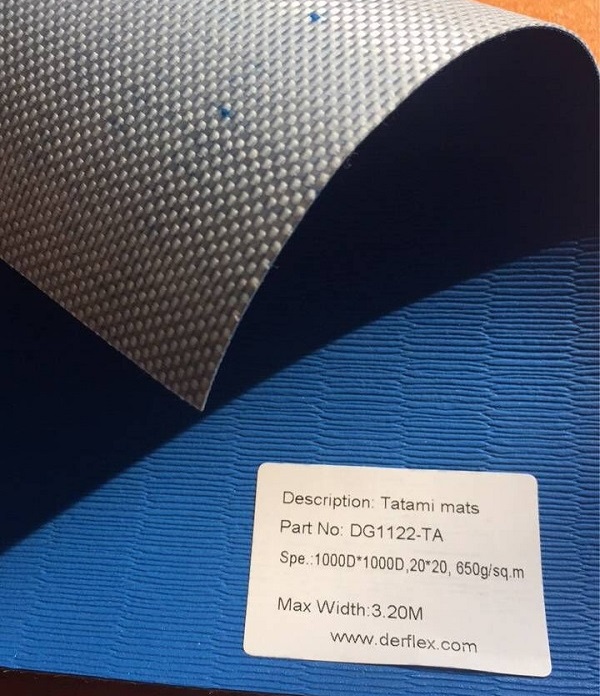 Description: Tatami mats
Part No: DG1122-TA
Spe.:1000D*1000D,20*20, 650g/sq.m
Max Width:3.20M
www.derflex.com